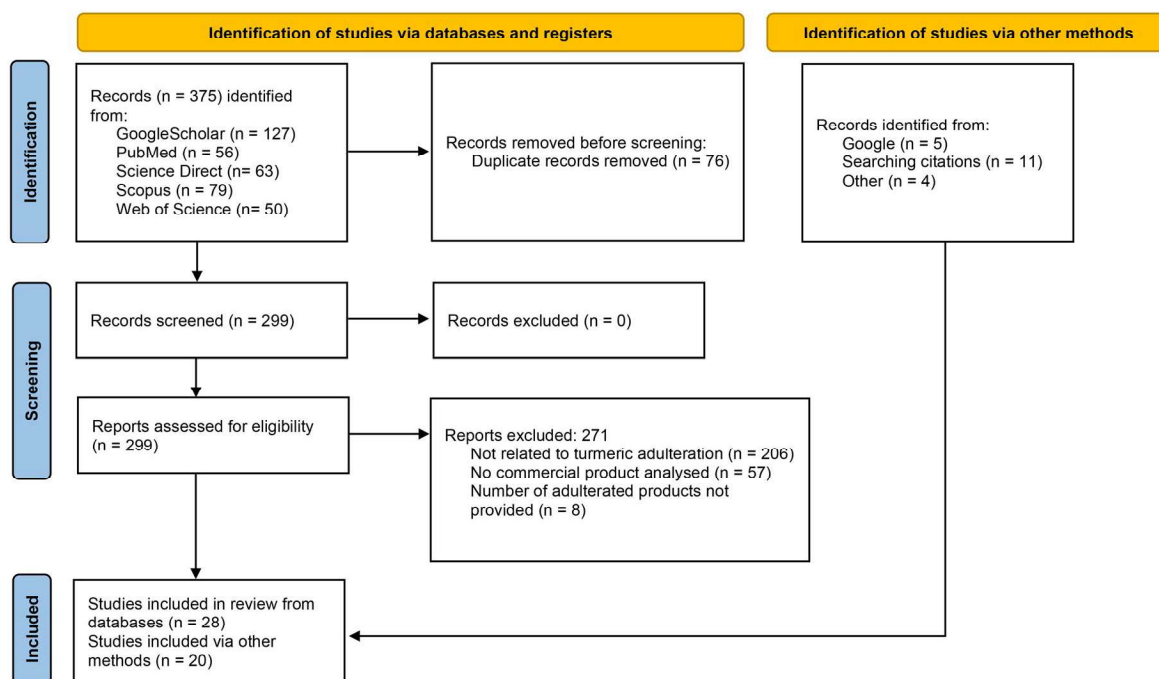 Identification of studies via databases and registers
Identification of studies via other methods
Identification
Records (n = 375) identified
from:
GoogleScholar (n = 127)
PubMed (n = 56)
Science Direct (n= 63)
Scopus (n = 79)
Web of Science (n= 50)
Records removed before screening:
Duplicate records removed (n = 76)
Records identified from:
Google (n = 5)
Searching citations (n = 11)
Other (n = 4)
Screening
Records screened (n = 299)
Records excluded (n = 0)
Reports assessed for eligibility
(n = 299)
Reports excluded: 271
Not related to turmeric adulteration (n = 206)
No commercial product analysed (n = 57)
Number of adulterated products not
provided (n = 8)
Included
Studies included in review from
databases (n = 28)
Studies included via other
methods (n = 20)